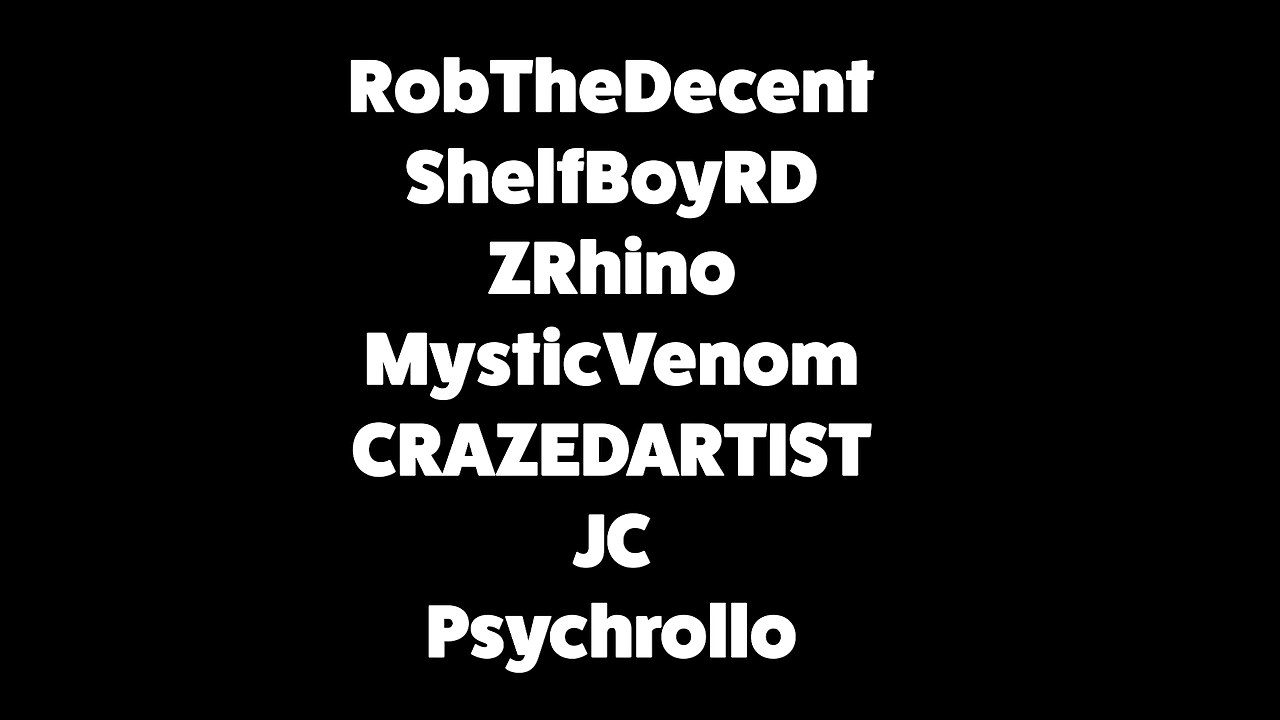 RobTheDecent
ShelfBoyRD
ZRhino
MysticVenom
CRAZEDARTIST
JC
Psychrollo